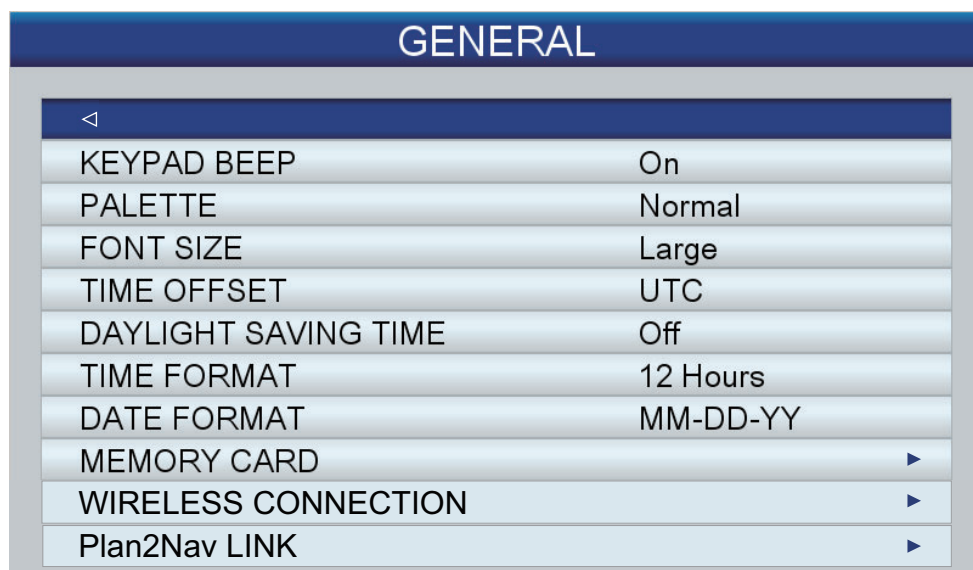 GENERAL
KEYPAD BEEP On
PALETTE Normal
FONT SIZE Large
TIME OFFSET UTC
DAYLIGHT SAVING TIME Off
TIME FORMAT 12 Hours
DATE FORMAT MM-DD-YY
MEMORY CARD
WIRELESS CONNECTION
Plan2Nav LINK